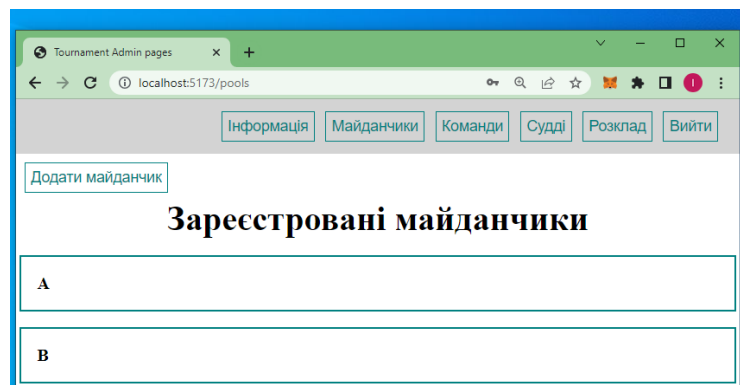 Tournament Admin pages
localhost:5173/pools
I
Інформація Майданчики Команди Судді Розклад Вийти
Додати майданчик
Зареєстровані майданчики
A
B